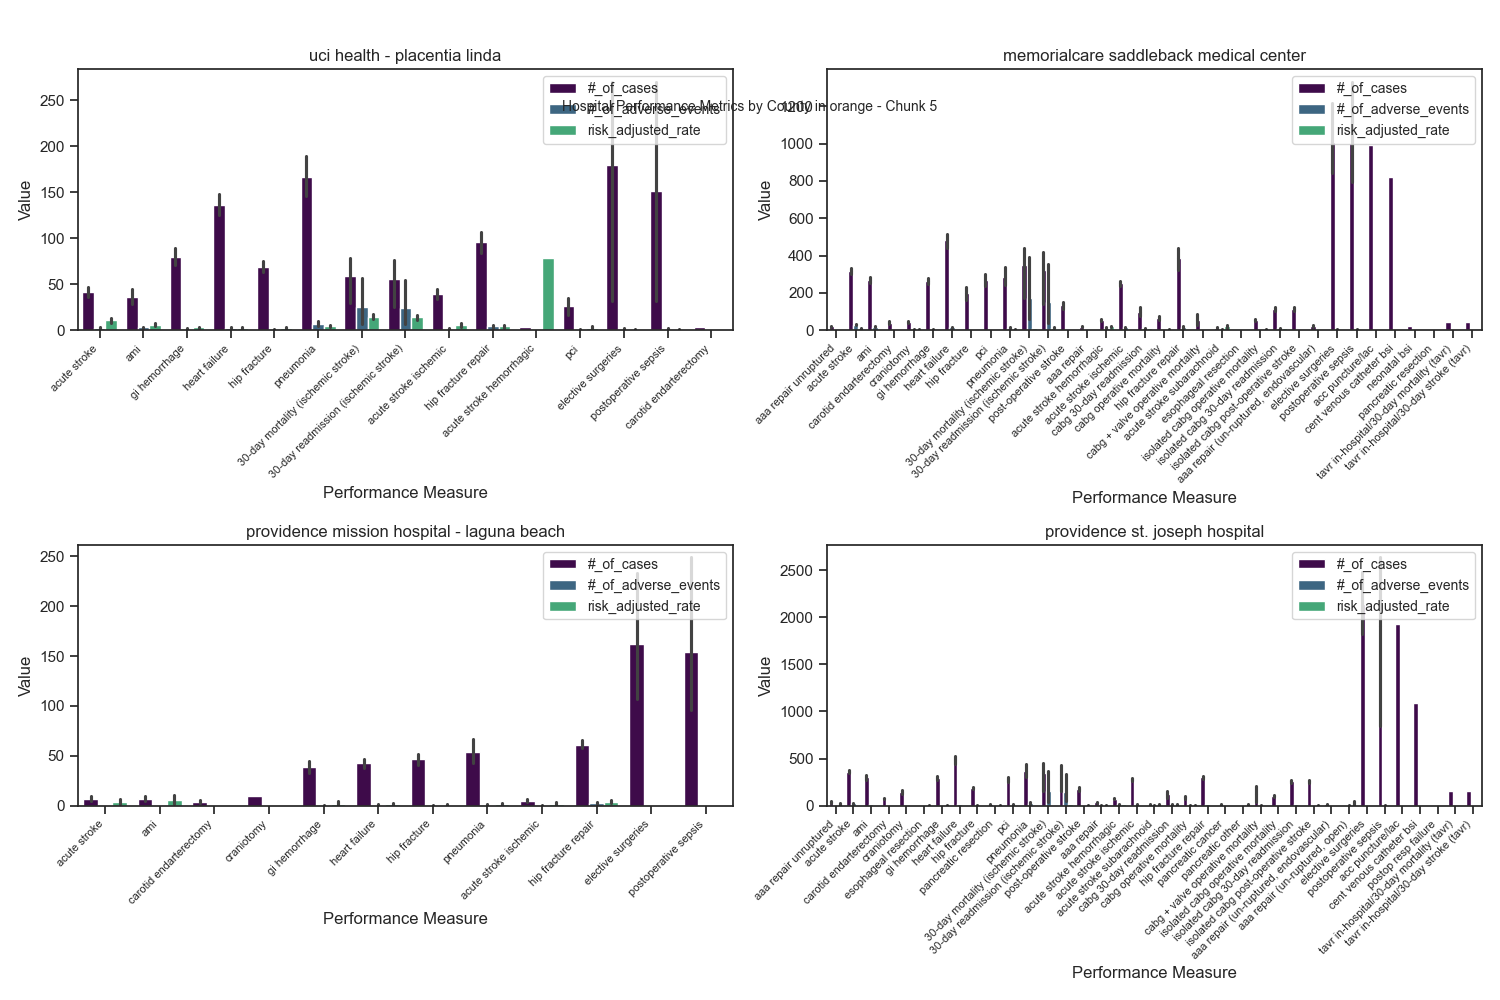 uci health - placentia linda
#_of_cases
#_of_adverse_events
risk_adjusted_rate
250
200
150
100
50
0
Value
acute stroke
ami
gi hemorrhage
heart failure
hip fracture
pneumonia
30-day mortality (ischemic stroke)
30-day readmission (ischemic stroke)
acute stroke ischemic
hip fracture repair
acute stroke hemorrhagic
pci
elective surgeries
postoperative sepsis
carotid endarterectomy
Performance Measure
Hospital Performance Metrics by County in orange - Chunk 5
memorialcare saddleback medical center
#_of_cases
#_of_adverse_events
risk_adjusted_rate
1200
1000
800
600
400
200
0
Value
aaa repair unruptured
acute stroke
ami
carotid endarterectomy
craniotomy
gi hemorrhage
heart failure
hip fracture
pci
pneumonia
30-day mortality (ischemic stroke)
30-day readmission (ischemic stroke)
post-operative stroke
aaa repair
acute stroke hemorrhagic
acute stroke ischemic
cabg 30-day readmission
cabg operative mortality
hip fracture repair
cabg + valve operative mortality
acute stroke subarachnoid
esophageal resection
isolated cabg operative mortality
isolated cabg 30-day readmission
isolated cabg post-operative stroke
aaa repair (un-ruptured, endovascular)
elective surgeries
postoperative sepsis
acc puncture/lac
cent venous catheter bsi
neonatal bsi
pancreatic resection
tavr in-hospital/30-day mortality (tavr)
tavr in-hospital/30-day stroke (tavr)
Performance Measure
providence mission hospital - laguna beach
#_of_cases
#_of_adverse_events
risk_adjusted_rate
250
200
150
100
50
0
Value
acute stroke
ami
carotid endarterectomy
craniotomy
gi hemorrhage
heart failure
hip fracture
pneumonia
acute stroke ischemic
hip fracture repair
elective surgeries
postoperative sepsis
Performance Measure
providence st. joseph hospital
#_of_cases
#_of_adverse_events
risk_adjusted_rate
2500
2000
1500
1000
500
0
Value
aaa repair unruptured
acute stroke
ami
carotid endarterectomy
craniotomy
esophageal resection
gi hemorrhage
heart failure
hip fracture
pancreatic resection
pci
pneumonia
30-day mortality (ischemic stroke)
30-day readmission (ischemic stroke)
post-operative stroke
aaa repair
acute stroke hemorrhagic
acute stroke ischemic
acute stroke subarachnoid
cabg 30-day readmission
cabg operative mortality
hip fracture repair
pancreatic cancer
pancreatic other
cabg + valve operative mortality
isolated cabg operative mortality
isolated cabg 30-day readmission
isolated cabg post-operative stroke
aaa repair (un-ruptured, endovascular)
aaa repair (un-ruptured, open)
elective surgeries
postoperative sepsis
acc puncture/lac
cent venous catheter bsi
postop resp failure
tavr in-hospital/30-day mortality (tavr)
tavr in-hospital/30-day stroke (tavr)
Performance Measure